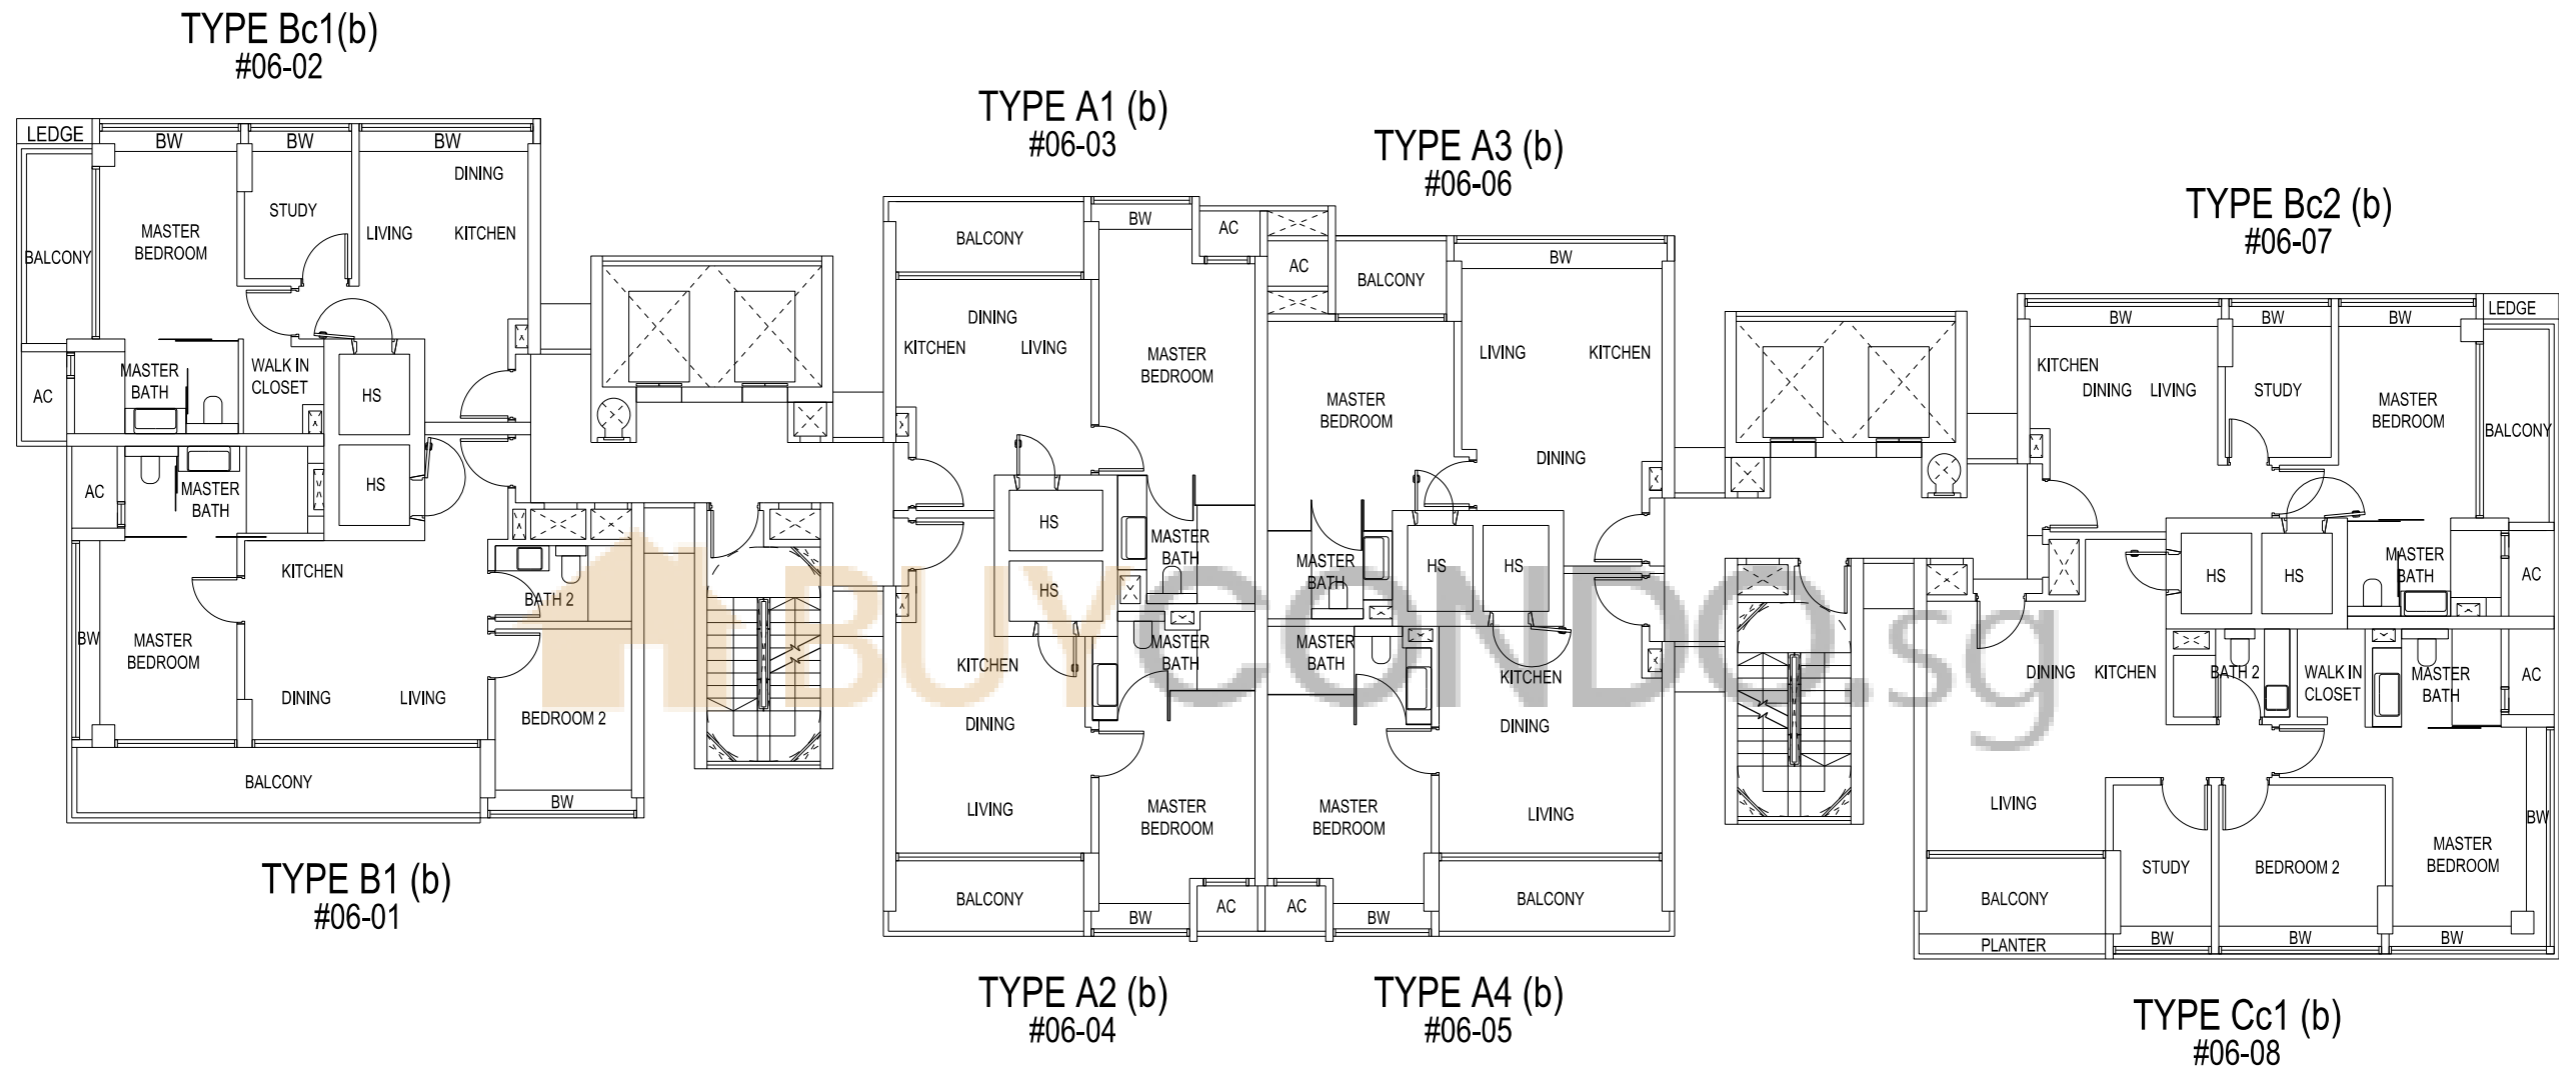 TYPE Bc1(b)
#06-02
LEDGE
BW
BW
BW
DINING
STUDY
MASTER
BEDROOM
LIVING
KITCHEN
BALCONY
MASTER
BATH
WALK IN
CLOSET
HS
AC
HS
AC
MASTER
BATH
KITCHEN
BATH 2
BW
MASTER
BEDROOM
DINING
LIVING
BEDROOM 2
BALCONY
BW
TYPE B1 (b)
#06-01
TYPE A1 (b)
#06-03
BALCONY
BW
AC
DINING
KITCHEN
LIVING
MASTER
BEDROOM
HS
MASTER
BATH
HS
MASTER
BATH
KITCHEN
DINING
LIVING
MASTER
BEDROOM
BALCONY
BW
AC
TYPE A2 (b)
#06-04
TYPE A3 (b)
#06-06
AC
BALCONY
BW
LIVING
KITCHEN
MASTER
BEDROOM
DINING
MASTER
BATH
HS
HS
MASTER
BATH
KITCHEN
DINING
MASTER
BEDROOM
LIVING
AC
BW
BALCONY
TYPE A4 (b)
#06-05
TYPE Bc2 (b)
#06-07
LEDGE
BW
BW
BW
KITCHEN
DINING
LIVING
STUDY
MASTER
BEDROOM
BALCONY
HS
HS
MASTER
BATH
AC
DINING
KITCHEN
BATH 2
WALK IN
CLOSET
MASTER
BATH
AC
LIVING
BW
STUDY
BEDROOM 2
MASTER
BEDROOM
BALCONY
PLANTER
BW
BW
BW
TYPE Cc1 (b)
#06-08
BUYCONDO.sg